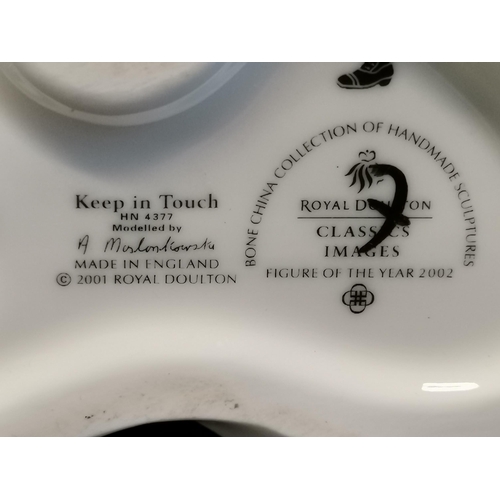 Keep in Touch
HN 4377
Modelled by
A Maslankowski
MADE IN ENGLAND
© 2001 ROYAL DOULTON
BONE CHINA COLLECTION OF HANDMADE SCULPTURES
ROYAL DOULTON
CLASSICS
IMAGES
FIGURE OF THE YEAR 2002